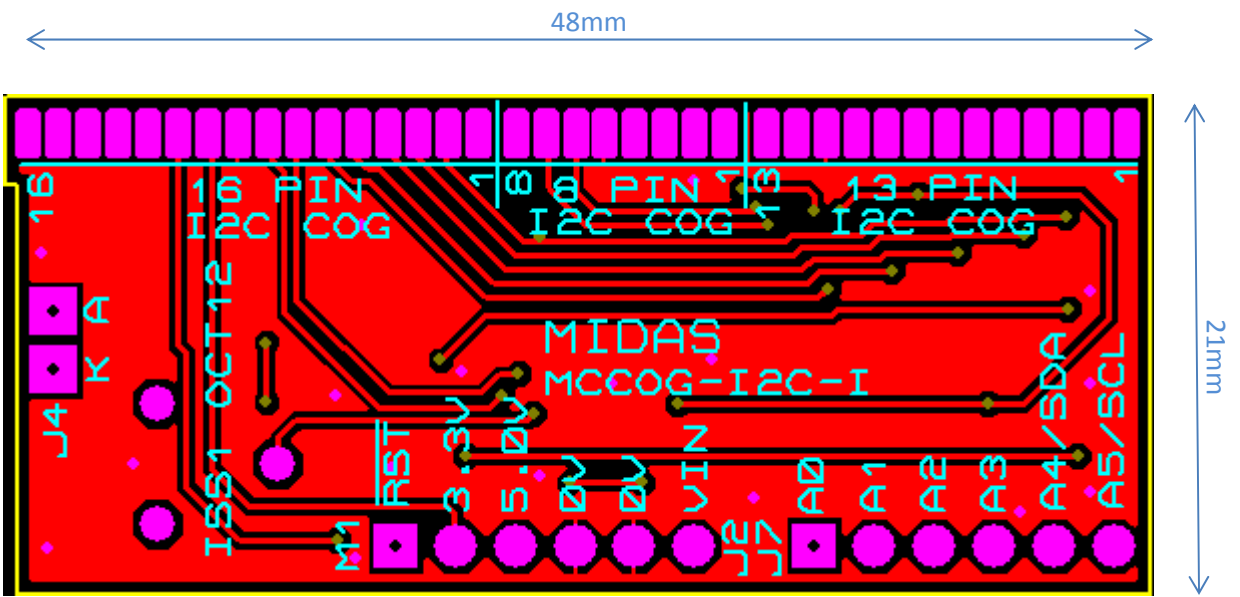 48mm
16
16 PIN
I2C COG
1
8
8 PIN
I2C COG
1
13
13 PIN
I2C COG
1
21mm
A
K
J4
ISS1 OCT12
MIDAS
MCCOG-I2C-I
M1
RST
3.3V
5.0V
0V
0V
VIN
J2
J7
A0
A1
A2
A3
A4/SDA
A5/SCL